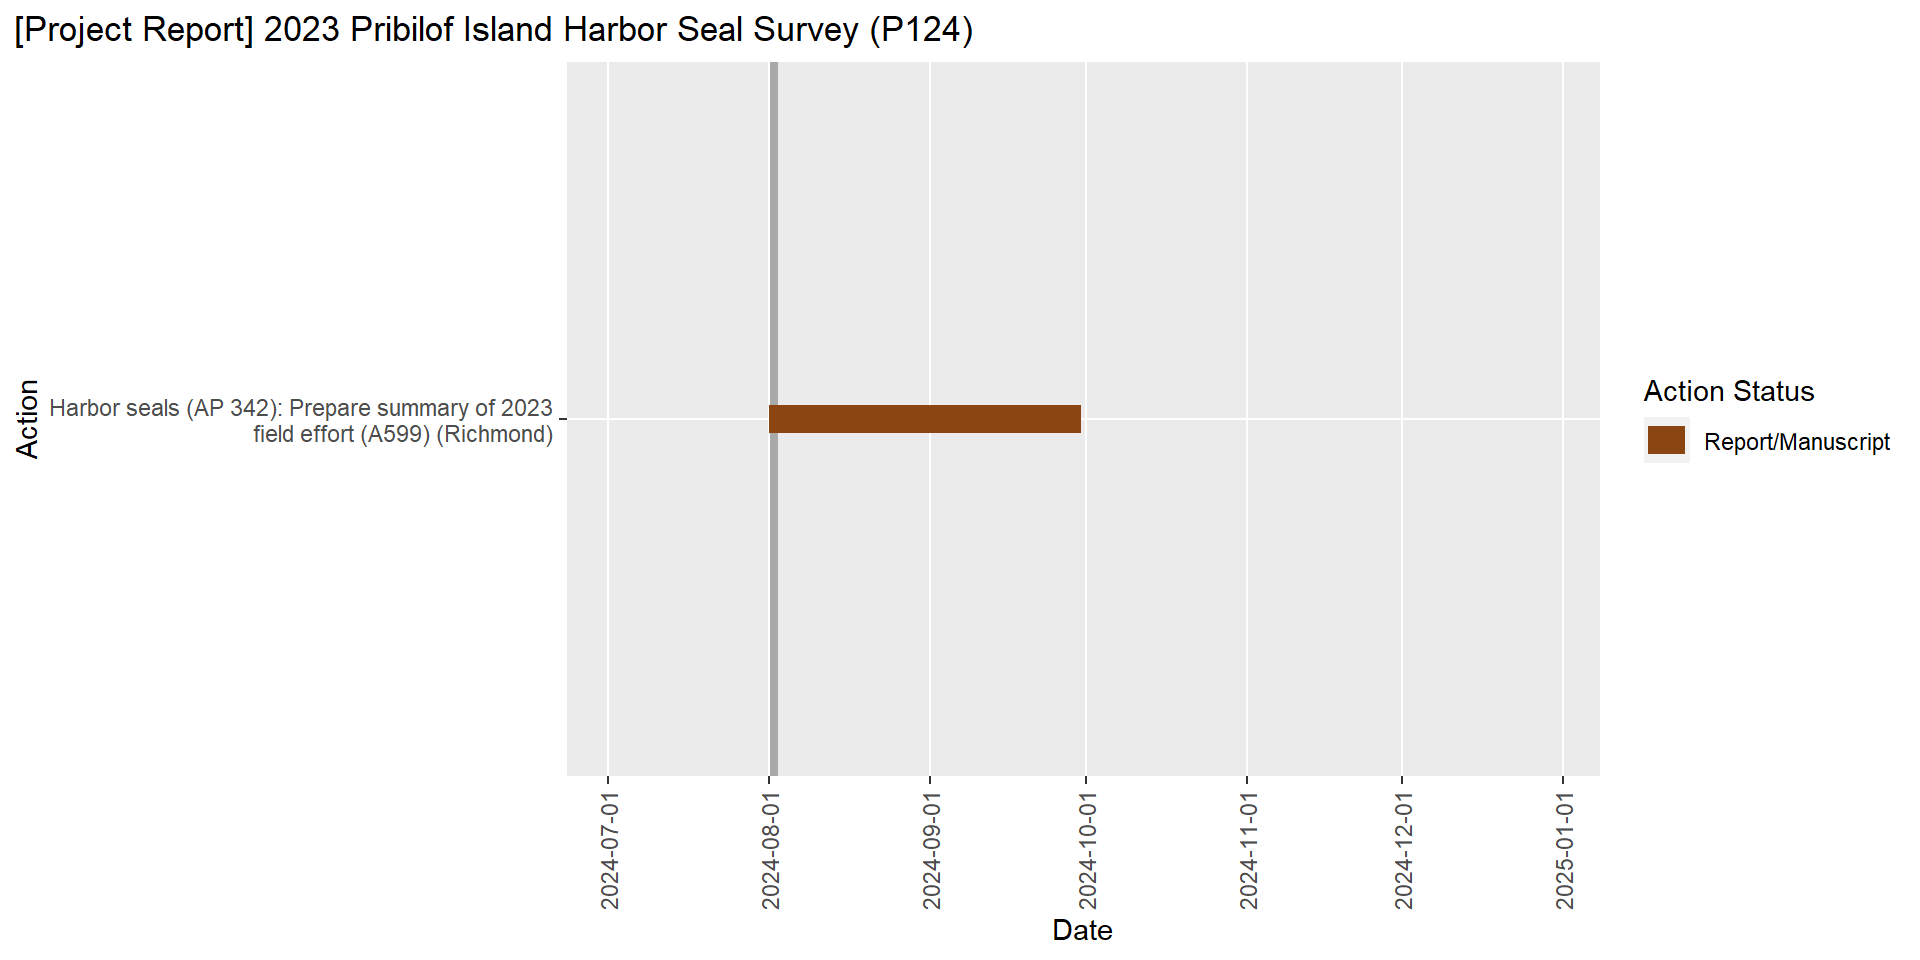 [Project Report] 2023 Pribilof Island Harbor Seal Survey (P124)
Action
Harbor seals (AP 342): Prepare summary of 2023
field effort (A599) (Richmond)
Action Status
Report/Manuscript
2024-07-01
2024-08-01
2024-09-01
2024-10-01
2024-11-01
2024-12-01
2025-01-01
Date